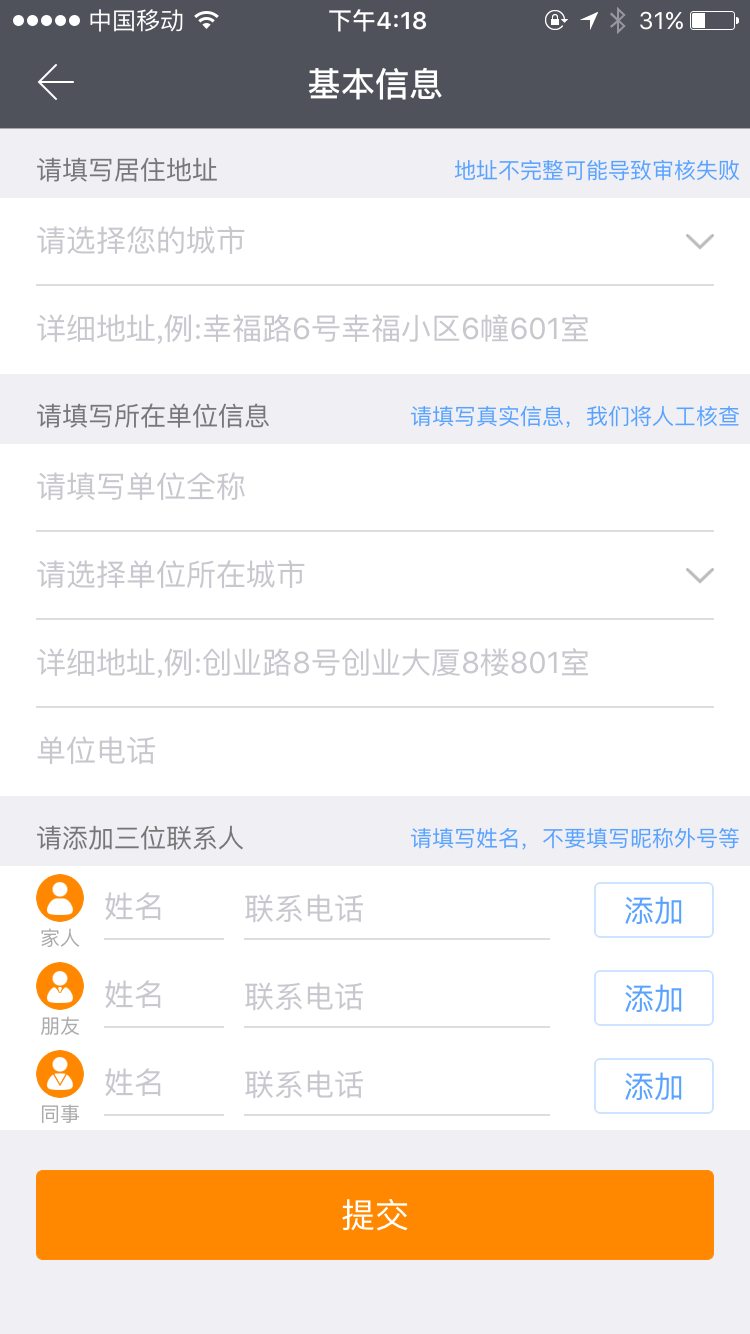 中国移动 下午4:18 31%
基本信息
请填写居住地址 地址不完整可能导致审核失败
请选择您的城市
详细地址,例:幸福路6号幸福小区6幢601室
请填写所在单位信息 请填写真实信息，我们将人工核查
请填写单位全称
请选择单位所在城市
详细地址,例:创业路8号创业大厦8楼801室
单位电话
请添加三位联系人 请填写姓名，不要填写昵称外号等
姓名 联系电话 添加
家人
姓名 联系电话 添加
朋友
姓名 联系电话 添加
同事
提交